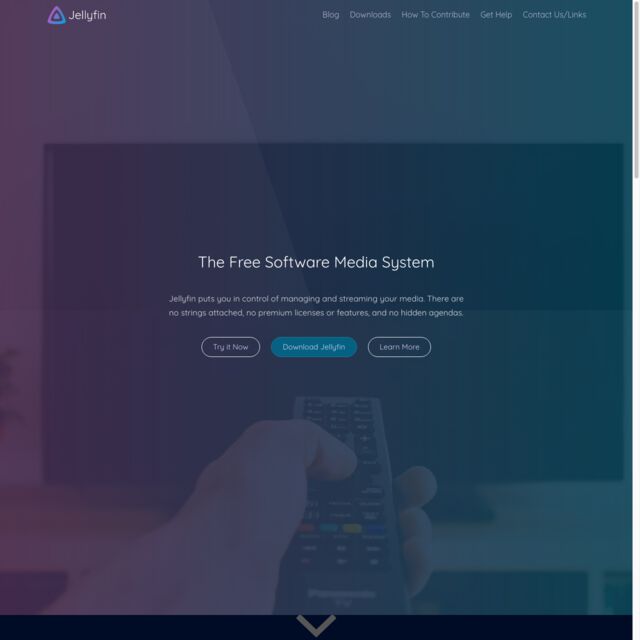 Jellyfin
Blog Downloads How To Contribute Get Help Contact Us/Links
The Free Software Media System
Jellyfin puts you in control of managing and streaming your media. There are
no strings attached, no premium licenses or features, and no hidden agendas.
Try it Now Download Jellyfin Learn More
Panasonic
TV